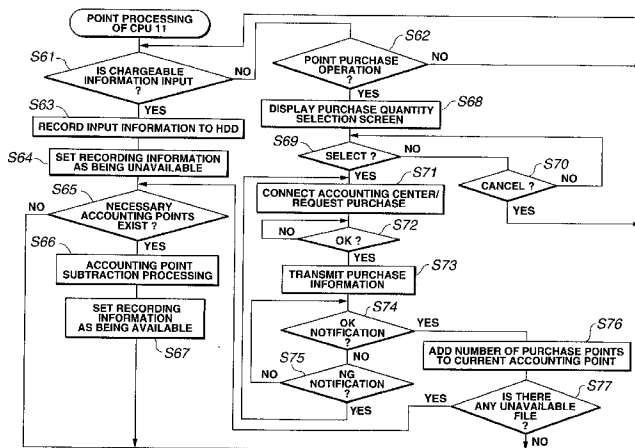 POINT PROCESSING
OF CPU 11
S61
IS CHARGEABLE
INFORMATION INPUT
?
NO
YES
S63
RECORD INPUT INFORMATION TO HDD
S64
SET RECORDING INFORMATION
AS BEING UNAVAILABLE
S65
NECESSARY
ACCOUNTING POINTS
EXIST ?
NO
YES
S66
ACCOUNTING POINT
SUBTRACTION PROCESSING
SET RECORDING
INFORMATION
AS BEING AVAILABLE
S67
S62
POINT PURCHASE
OPERATION
?
NO
YES
S68
DISPLAY PURCHASE QUANTITY
SELECTION SCREEN
S69
SELECT ?
NO
YES
S70
CANCEL ?
NO
YES
S71
CONNECT ACCOUNTING CENTER/
REQUEST PURCHASE
S72
OK ?
NO
YES
S73
TRANSMIT PURCHASE
INFORMATION
S74
OK
NOTIFICATION
?
YES
NO
S75
NG
NOTIFICATION
?
NO
YES
S76
ADD NUMBER OF PURCHASE POINTS
TO CURRENT ACCOUNTING POINT
S77
IS THERE
ANY UNAVAILABLE
FILE
?
YES
NO